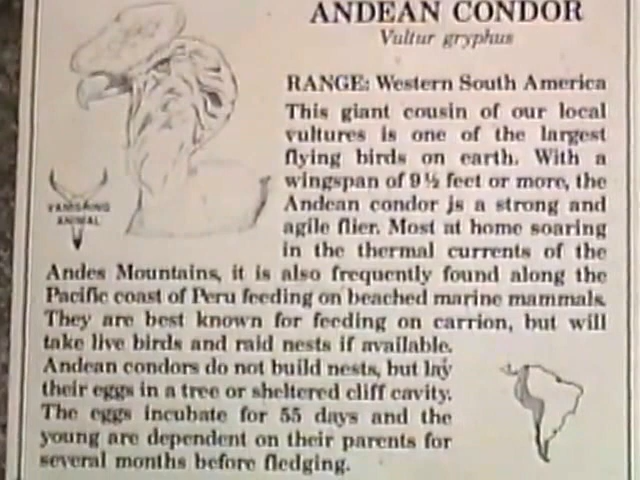 ANDEAN CONDOR
Vultur gryphus
RANGE: Western South America
This giant cousin of our local
vultures is one of the largest
flying birds on earth. With a
wingspan of 9½ feet or more, the
Andean condor is a strong and
agile flier. Most at home soaring
in the thermal currents of the
Andes Mountains, it is also frequently found along the
Pacific coast of Peru feeding on beached marine mammals.
They are best known for feeding on carrion, but will
take live birds and raid nests if available.
Andean condors do not build nests, but lay
their eggs in a tree or sheltered cliff cavity.
The eggs incubate for 55 days and the
young are dependent on their parents for
several months before fledging.
VANISHING
ANIMAL